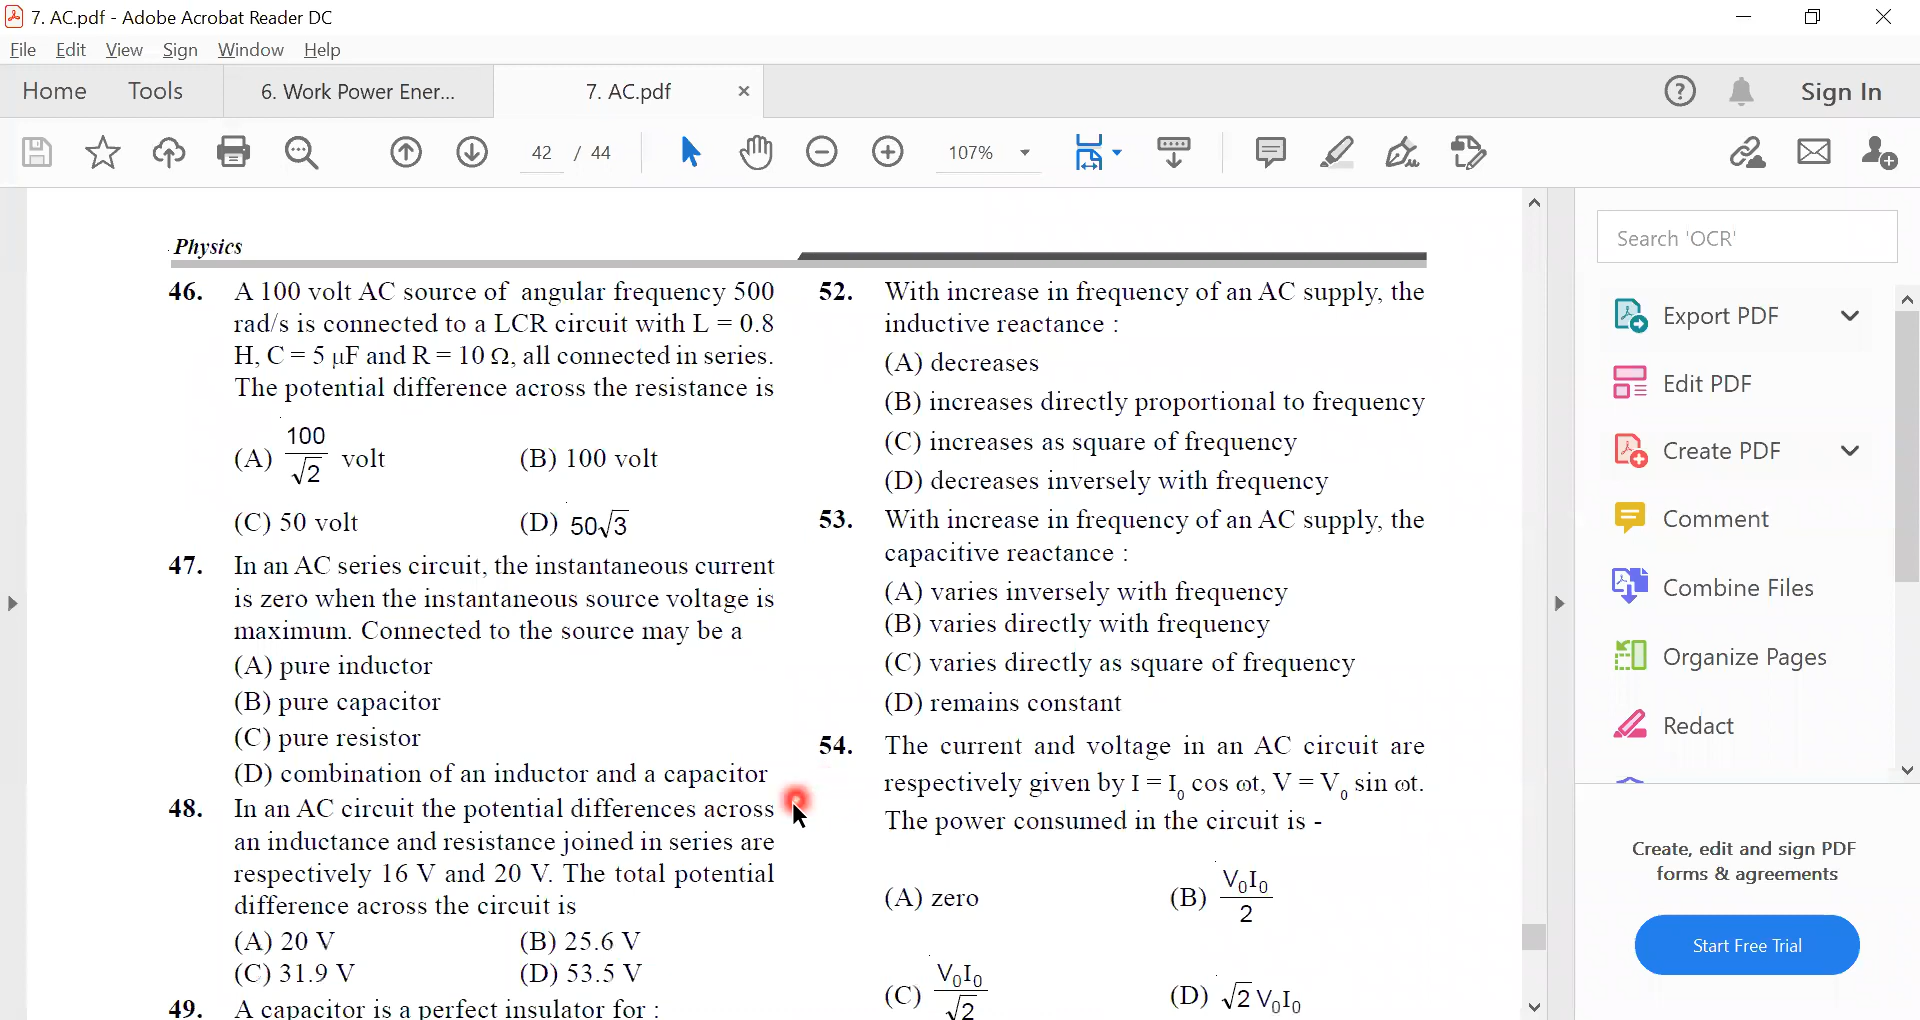 7. AC.pdf - Adobe Acrobat Reader DC
File Edit View Sign Window Help
Home Tools 6. Work Power Ener... 7. AC.pdf × Sign In
42 / 44 107%
Physics
46. A 100 volt AC source of angular frequency 500
rad/s is connected to a LCR circuit with L = 0.8
H, C = 5 μF and R = 10 Ω, all connected in series.
The potential difference across the resistance is
(A) 100/√2 volt (B) 100 volt
(C) 50 volt (D) 50√3
47. In an AC series circuit, the instantaneous current
is zero when the instantaneous source voltage is
maximum. Connected to the source may be a
(A) pure inductor
(B) pure capacitor
(C) pure resistor
(D) combination of an inductor and a capacitor
48. In an AC circuit the potential differences across
an inductance and resistance joined in series are
respectively 16 V and 20 V. The total potential
difference across the circuit is
(A) 20 V (B) 25.6 V
(C) 31.9 V (D) 53.5 V
49. A capacitor is a perfect insulator for :
52. With increase in frequency of an AC supply, the
inductive reactance :
(A) decreases
(B) increases directly proportional to frequency
(C) increases as square of frequency
(D) decreases inversely with frequency
53. With increase in frequency of an AC supply, the
capacitive reactance :
(A) varies inversely with frequency
(B) varies directly with frequency
(C) varies directly as square of frequency
(D) remains constant
54. The current and voltage in an AC circuit are
respectively given by I = I₀ cos ωt, V = V₀ sin ωt.
The power consumed in the circuit is -
(A) zero (B) V₀I₀/2
(C) V₀I₀/√2 (D) √2 V₀I₀
Search 'OCR'
Export PDF
Edit PDF
Create PDF
Comment
Combine Files
Organize Pages
Redact
Create, edit and sign PDF
forms & agreements
Start Free Trial